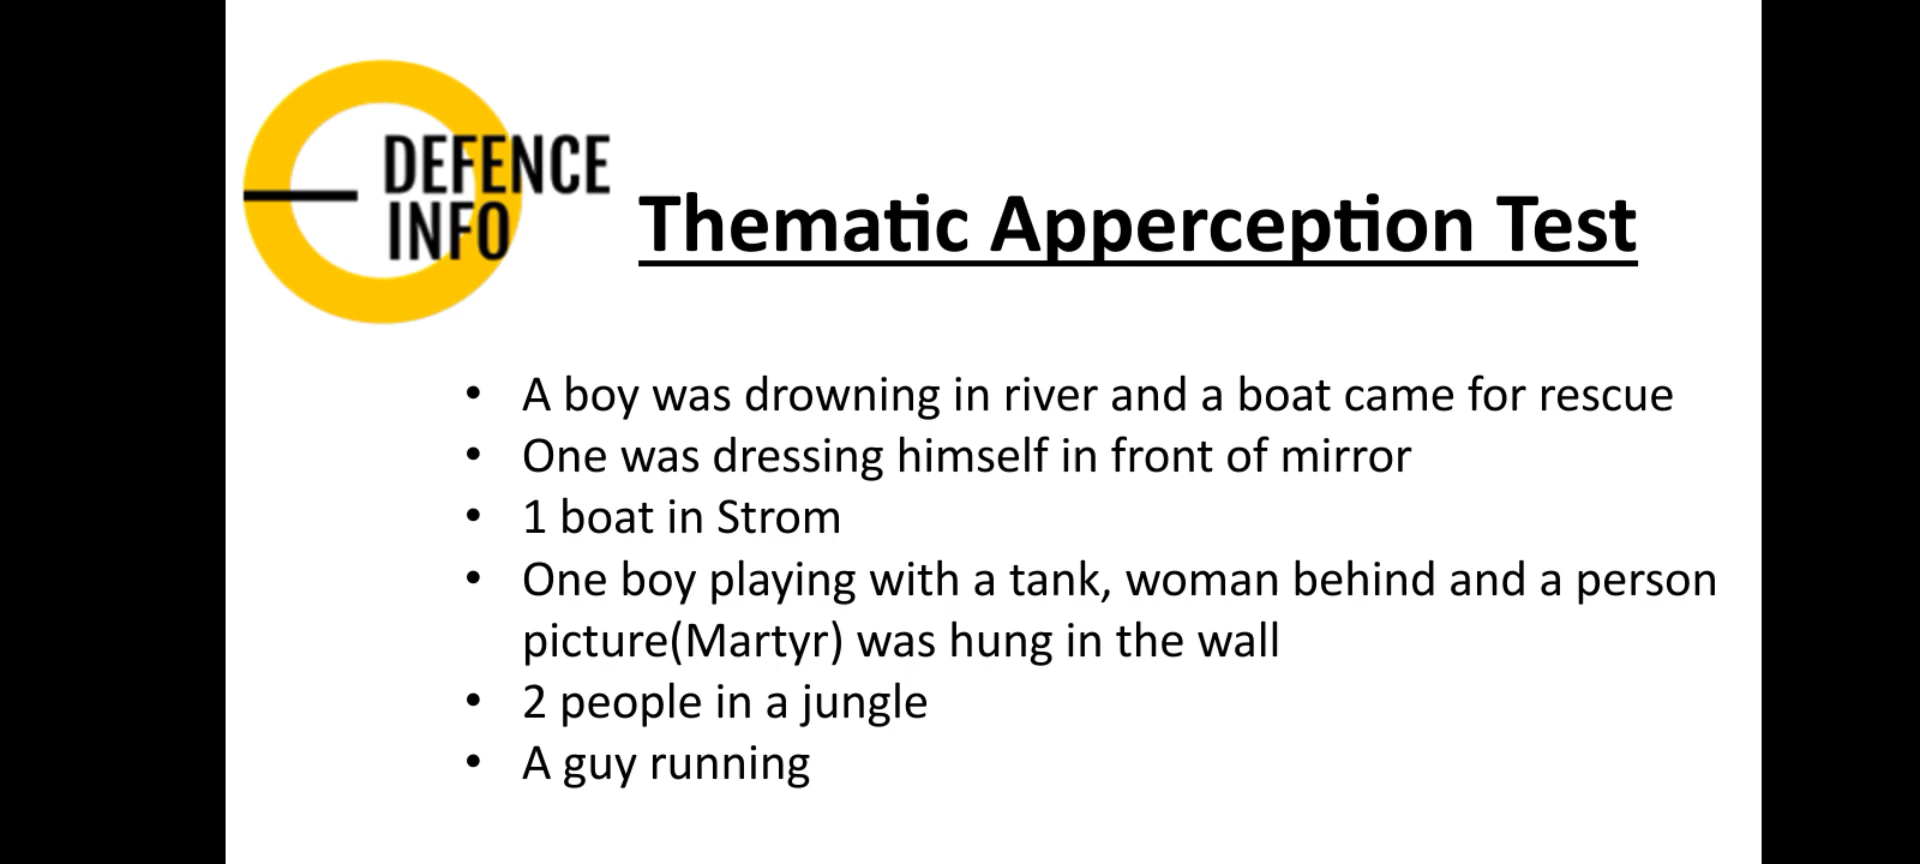 DEFENCE
INFO
Thematic Apperception Test
• A boy was drowning in river and a boat came for rescue
• One was dressing himself in front of mirror
• 1 boat in Strom
• One boy playing with a tank, woman behind and a person
picture(Martyr) was hung in the wall
• 2 people in a jungle
• A guy running